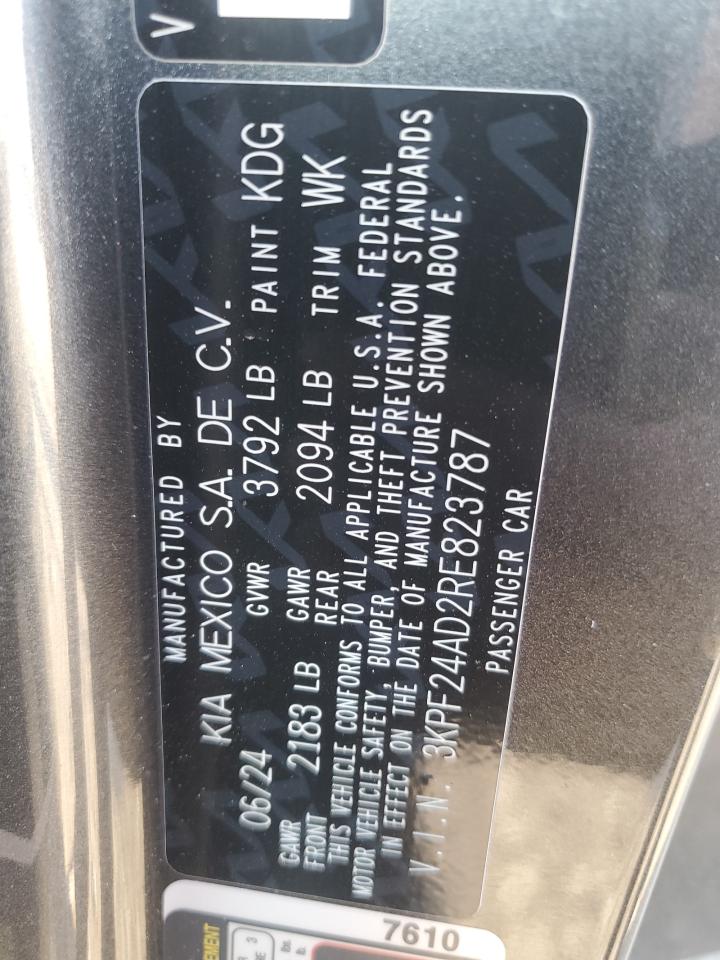 V
MANUFACTURED BY
KIA MEXICO S.A. DE C.V.
06/24 GVWR 3792 LB PAINT KDG
GAWR FRONT 2183 LB GAWR REAR 2094 LB TRIM WK
THIS VEHICLE CONFORMS TO ALL APPLICABLE U.S.A. FEDERAL
MOTOR VEHICLE SAFETY, BUMPER, AND THEFT PREVENTION STANDARDS
IN EFFECT ON THE DATE OF MANUFACTURE SHOWN ABOVE.
V.I.N. 3KPF24AD2RE823787
PASSENGER CAR
7610